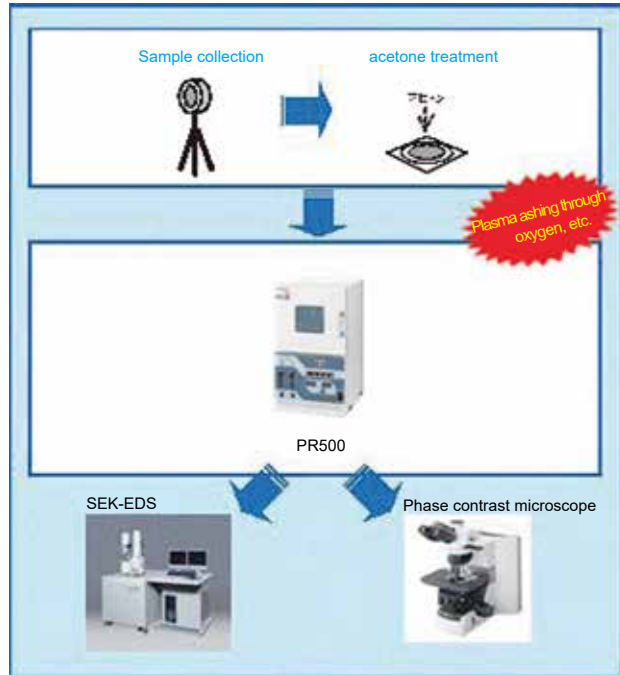 Sample collection
acetone treatment
アセトン
Plasma ashing through
oxygen, etc.
PR500
SEK-EDS
Phase contrast microscope